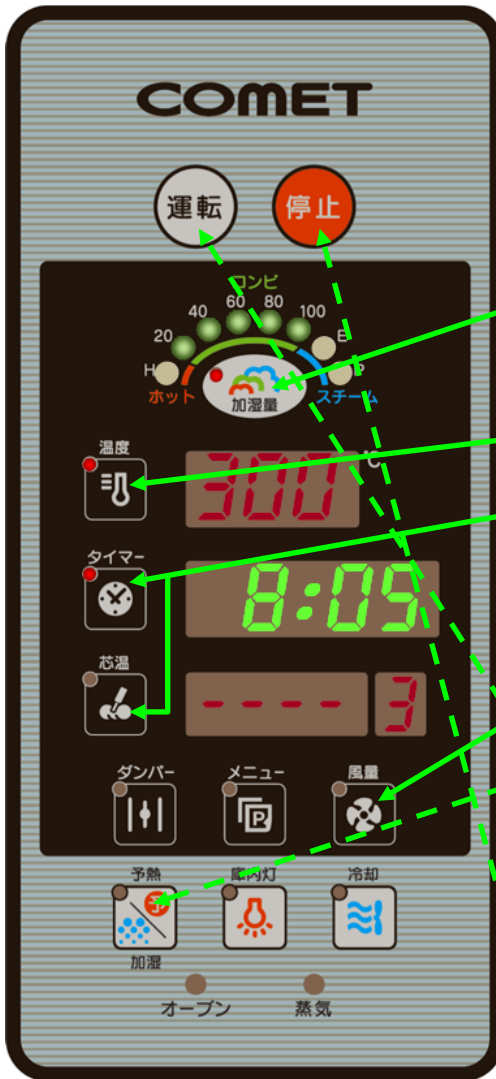 COMET
運転 停止
コンビ
20 40 60 80 100
H E P
ホット 加湿量 スチーム
温度
300 ℃
タイマー
8:05
芯温
---- 3
ダンパー メニュー 風量
P
予熱 庫内灯 冷却
予
加湿
オーブン 蒸気